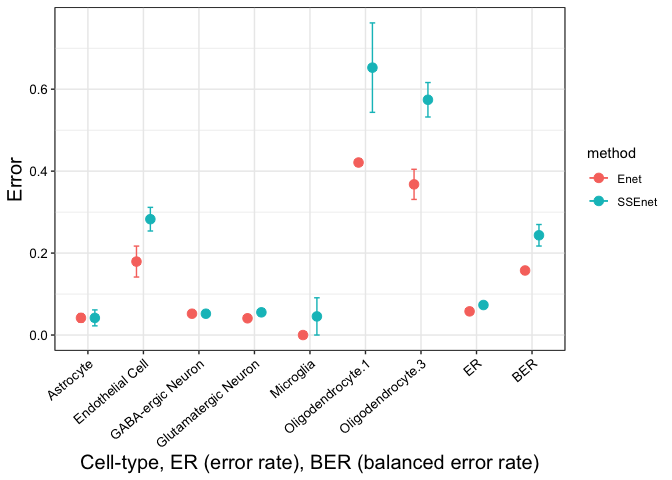 Error
0.6
0.4
0.2
0.0
Astrocyte
Endothelial Cell
GABA-ergic Neuron
Glutamatergic Neuron
Microglia
Oligodendrocyte.1
Oligodendrocyte.3
ER
BER
Cell-type, ER (error rate), BER (balanced error rate)
method
Enet
SSEnet